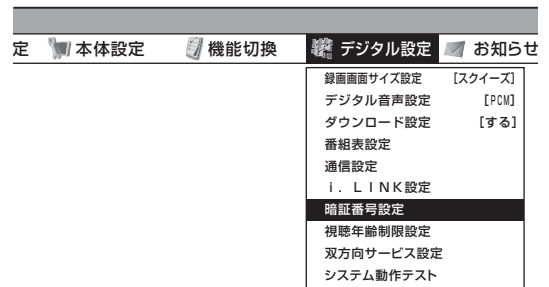 定 本体設定 機能切換 デジタル設定 お知らせ
録画画面サイズ設定 [スクイーズ]
デジタル音声設定 [PCM]
ダウンロード設定 [する]
番組表設定
通信設定
i．LINK設定
暗証番号設定
視聴年齢制限設定
双方向サービス設定
システム動作テスト